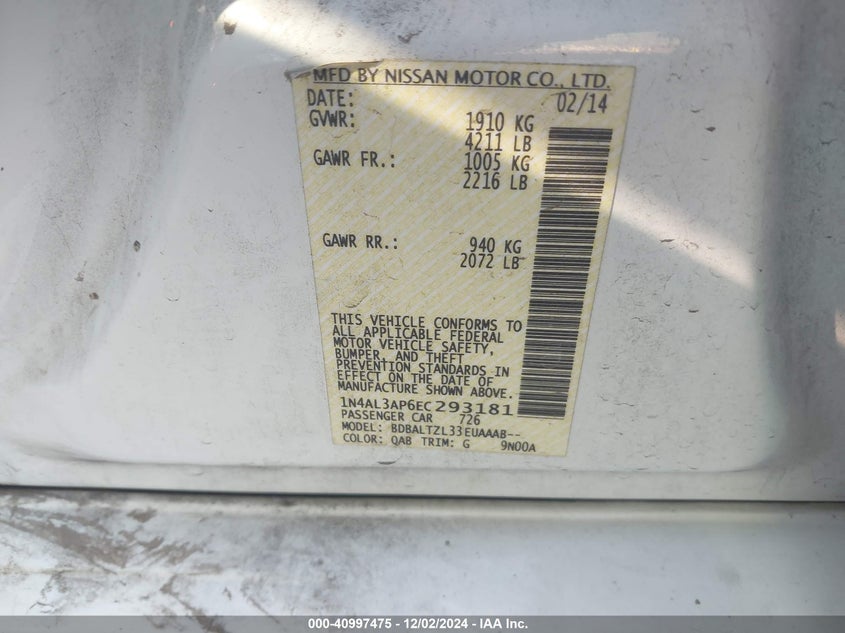 MFD BY NISSAN MOTOR CO., LTD.
DATE: 02/14
GVWR: 1910 KG
4211 LB
GAWR FR.: 1005 KG
2216 LB
GAWR RR.: 940 KG
2072 LB
THIS VEHICLE CONFORMS TO
ALL APPLICABLE FEDERAL
MOTOR VEHICLE SAFETY,
BUMPER, AND THEFT
PREVENTION STANDARDS IN
EFFECT ON THE DATE OF
MANUFACTURE SHOWN ABOVE.
1N4AL3AP6EC293181
PASSENGER CAR 726
MODEL: BDBALTZL33EUAAAB--
COLOR: QAB TRIM: G 9N00A
000-40997475 - 12/02/2024 - IAA Inc.